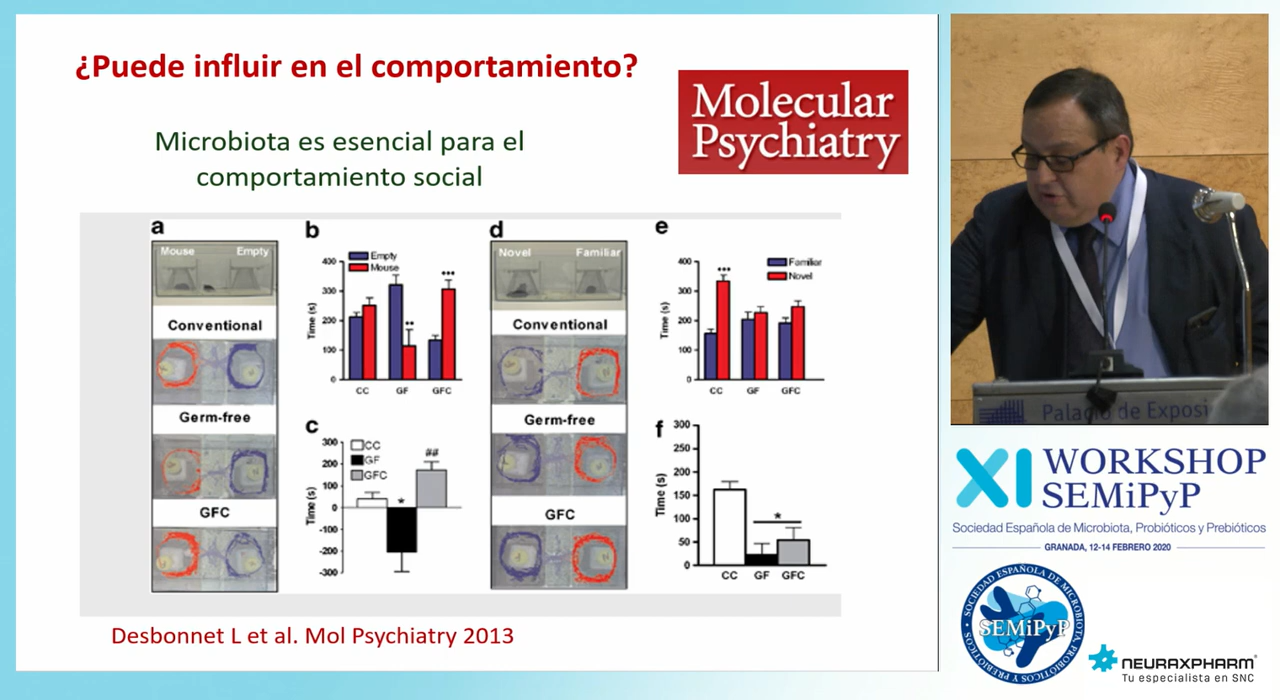 ¿Puede influir en el comportamiento?
Molecular
Psychiatry
Microbiota es esencial para el
comportamiento social
a
Mouse Empty
Conventional
Germ-free
GFC
b
Empty
Mouse
Time (s)
400
300
200
100
0
••
•••
CC GF GFC
c
CC
GF
GFC
Time (s)
300
200
100
0
-100
-200
-300
*
##
d
Novel Familiar
Conventional
Germ-free
GFC
e
Familiar
Novel
Time (s)
400
300
200
100
0
•••
CC GF GFC
f
Time (s)
300
250
200
150
100
50
0
*
CC GF GFC
Desbonnet L et al. Mol Psychiatry 2013
Palacio de Exposi
XI WORKSHOP
SEMiPyP
Sociedad Española de Microbiota, Probióticos y Prebióticos
GRANADA, 12-14 FEBRERO 2020
SOCIEDAD ESPAÑOLA DE MICROBIOTA, PROBIÓTICOS Y PREBIÓTICOS
SEMiPyP
NEURAXPHARM
Tu especialista en SNC